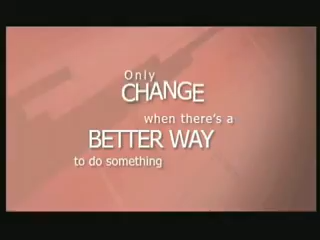 Only
CHANGE
when there's a
BETTER WAY
to do something